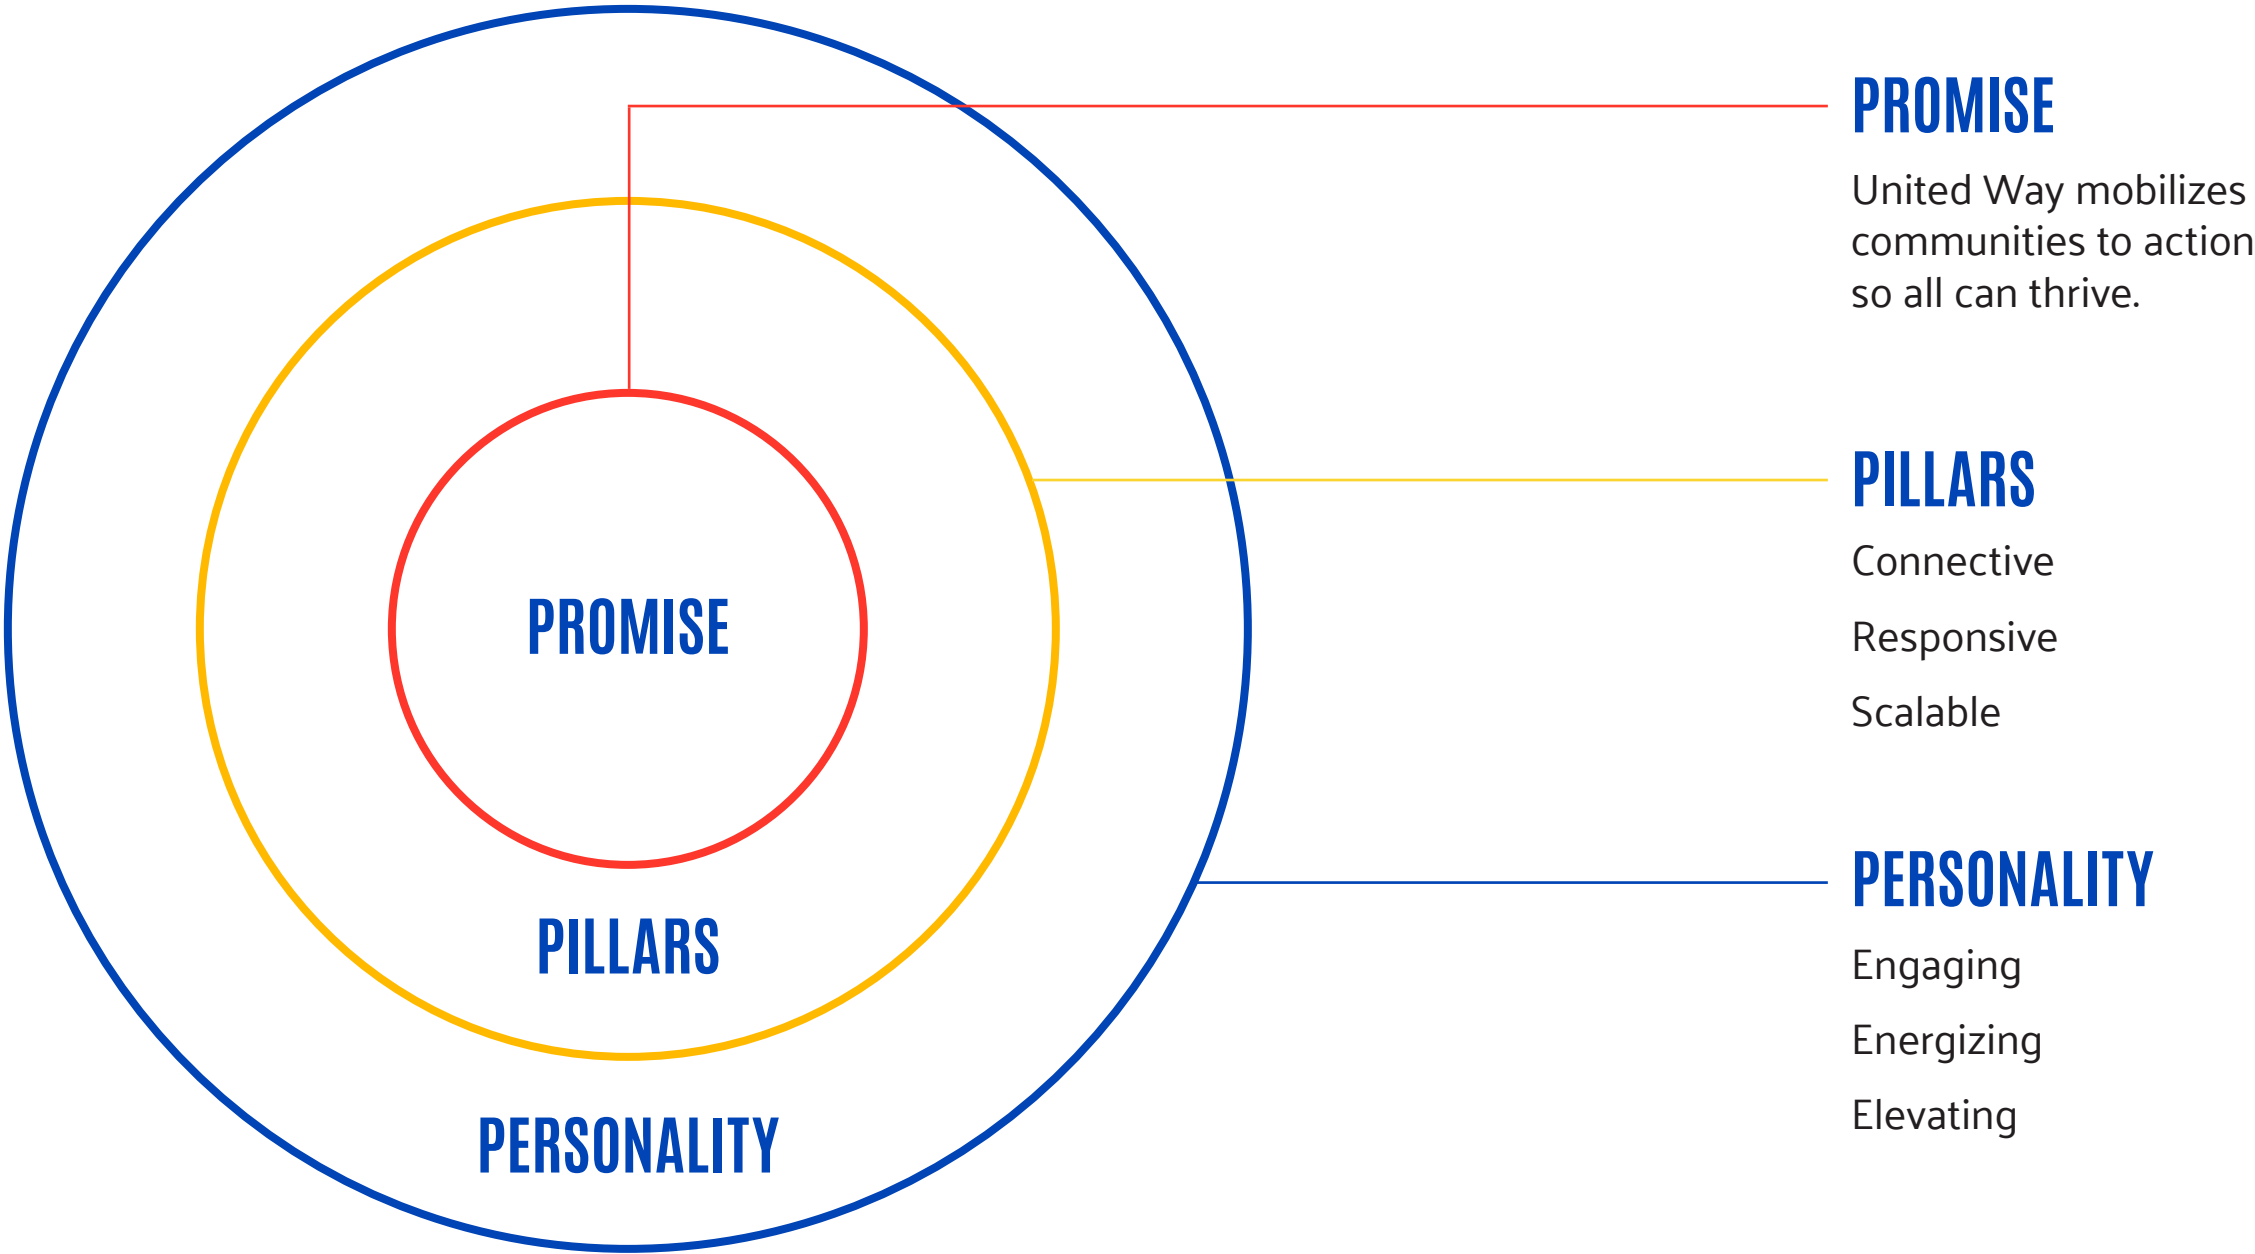 PROMISE
United Way mobilizes
communities to action
so all can thrive.
PILLARS
Connective
Responsive
Scalable
PERSONALITY
Engaging
Energizing
Elevating
PROMISE
PILLARS
PERSONALITY